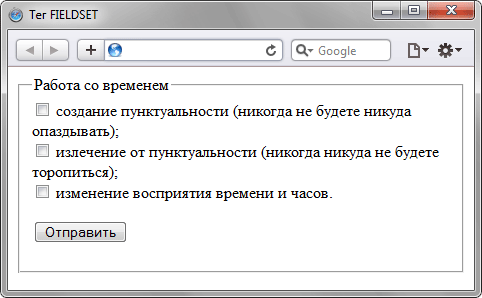 Тег FIELDSET
Google
Работа со временем
создание пунктуальности (никогда не будете никуда
опаздывать);
излечение от пунктуальности (никогда никуда не будете
торопиться);
изменение восприятия времени и часов.
Отправить